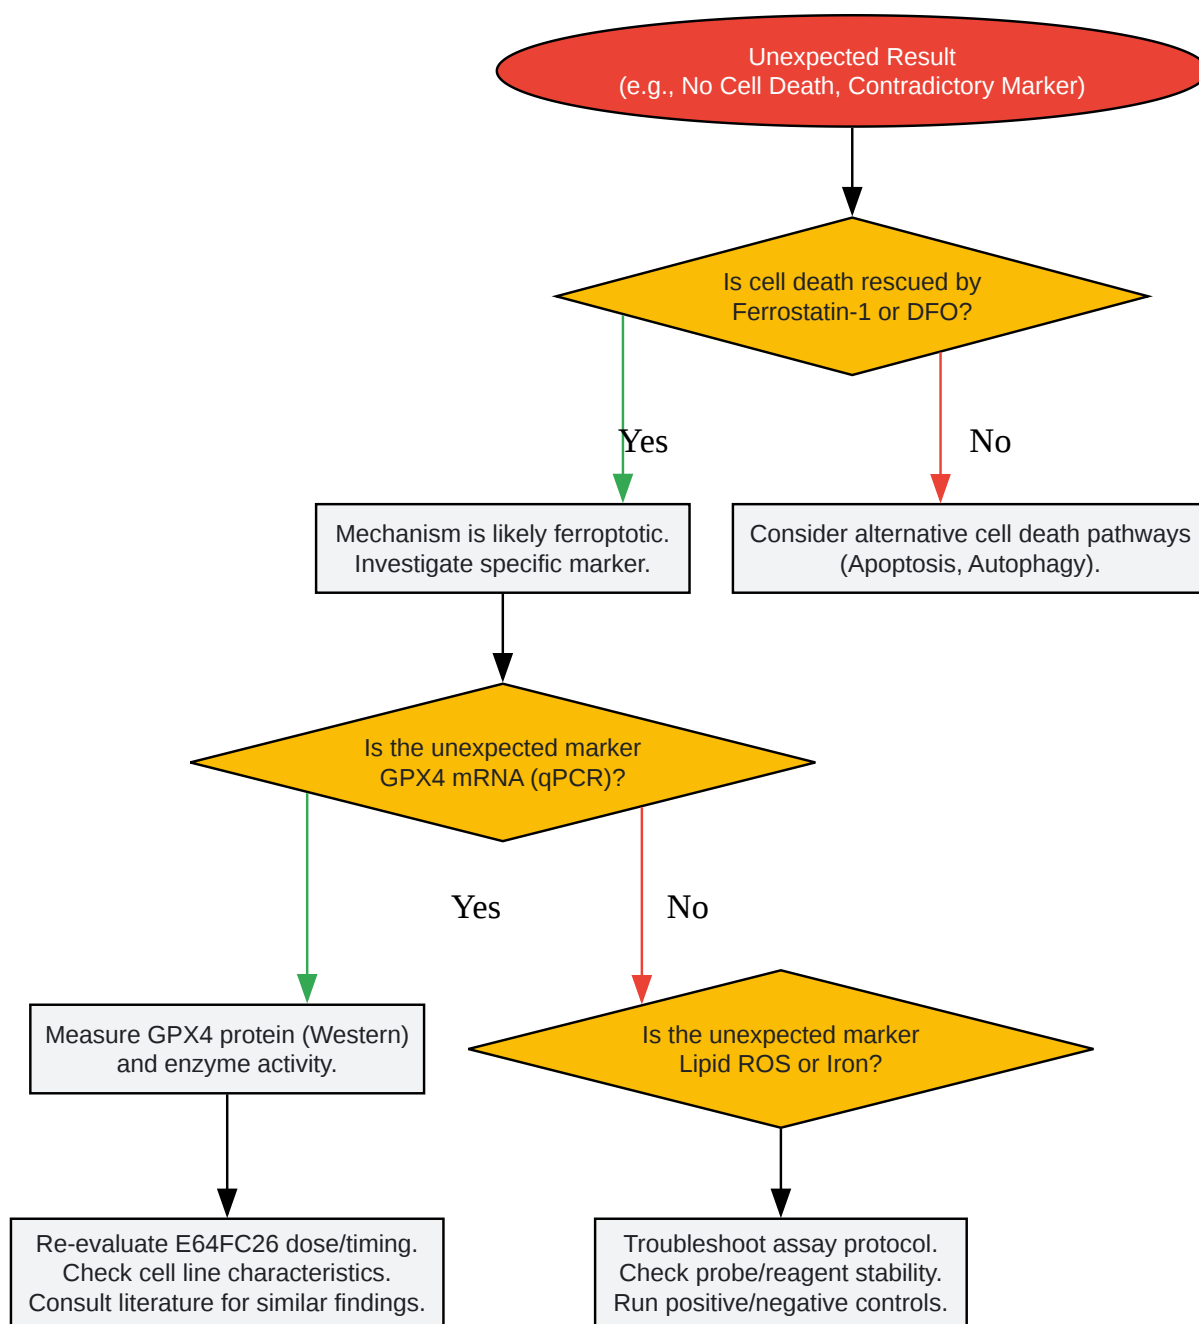 Unexpected Result
(e.g., No Cell Death, Contradictory Marker)
Is cell death rescued by
Ferrostatin-1 or DFO?
Yes
No
Mechanism is likely ferroptotic.
Investigate specific marker.
Consider alternative cell death pathways
(Apoptosis, Autophagy).
Is the unexpected marker
GPX4 mRNA (qPCR)?
Yes
No
Measure GPX4 protein (Western)
and enzyme activity.
Is the unexpected marker
Lipid ROS or Iron?
Re-evaluate E64FC26 dose/timing.
Check cell line characteristics.
Consult literature for similar findings.
Troubleshoot assay protocol.
Check probe/reagent stability.
Run positive/negative controls.